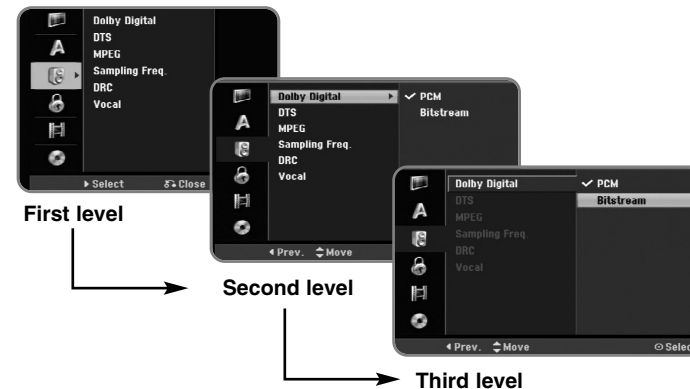 Dolby Digital
DTS
MPEG
Sampling Freq.
DRC
Vocal
Select Close
First level
Dolby Digital PCM
DTS Bitstream
MPEG
Sampling Freq.
DRC
Vocal
Prev. Move
Second level
Dolby Digital PCM
DTS Bitstream
MPEG
Sampling Freq.
DRC
Vocal
Prev. Move Selec
Third level